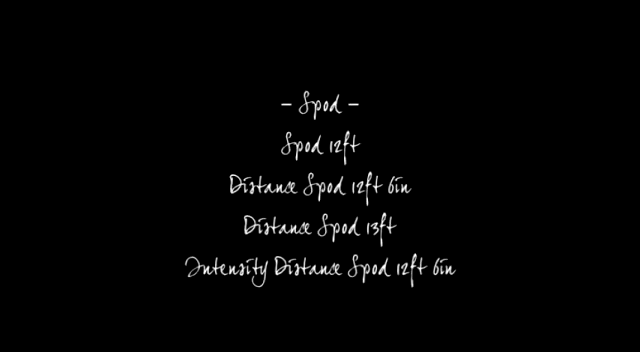 - Spod -
Spod 12ft
Distance Spod 12ft 6in
Distance Spod 13ft
Intensity Distance Spod 12ft 6in